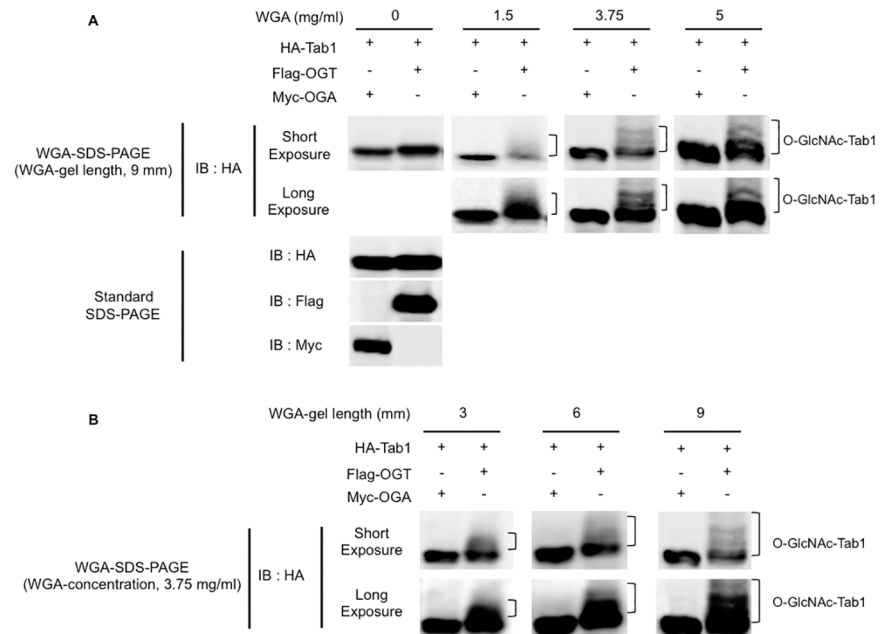 A
WGA (mg/ml) 0 1.5 3.75 5
HA-Tab1 + + + + + + + +
Flag-OGT - + - + - + - +
Myc-OGA + - + - + - + -
WGA-SDS-PAGE
(WGA-gel length, 9 mm)
IB : HA
Short
Exposure
O-GlcNAc-Tab1
Long
Exposure
O-GlcNAc-Tab1
Standard
SDS-PAGE
IB : HA
IB : Flag
IB : Myc
B
WGA-gel length (mm) 3 6 9
HA-Tab1 + + + + + +
Flag-OGT - + - + - +
Myc-OGA + - + - + -
WGA-SDS-PAGE
(WGA-concentration, 3.75 mg/ml)
IB : HA
Short
Exposure
O-GlcNAc-Tab1
Long
Exposure
O-GlcNAc-Tab1